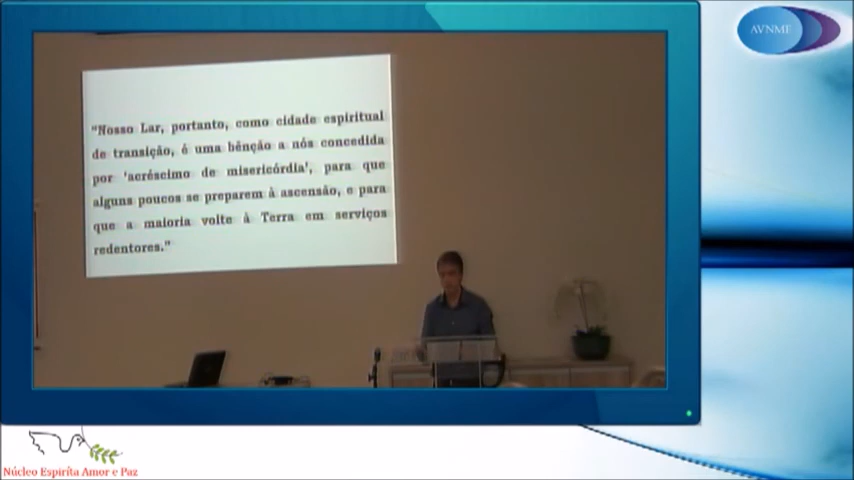 AVNME
"Nosso Lar, portanto, como cidade espiritual
de transição, é uma bênção a nós concedida
por 'acréscimo de misericórdia', para que
alguns poucos se preparem à ascensão, e para
que a maioria volte à Terra em serviços
redentores."
Núcleo Espírita Amor e Paz